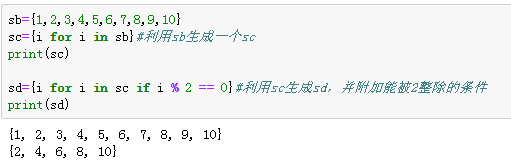 sb={1,2,3,4,5,6,7,8,9,10}
sc={i for i in sb}#利用sb生成一个sc
print(sc)
sd={i for i in sc if i % 2 == 0}#利用sc生成sd，并附加能被2整除的条件
print(sd)
{1, 2, 3, 4, 5, 6, 7, 8, 9, 10}
{2, 4, 6, 8, 10}